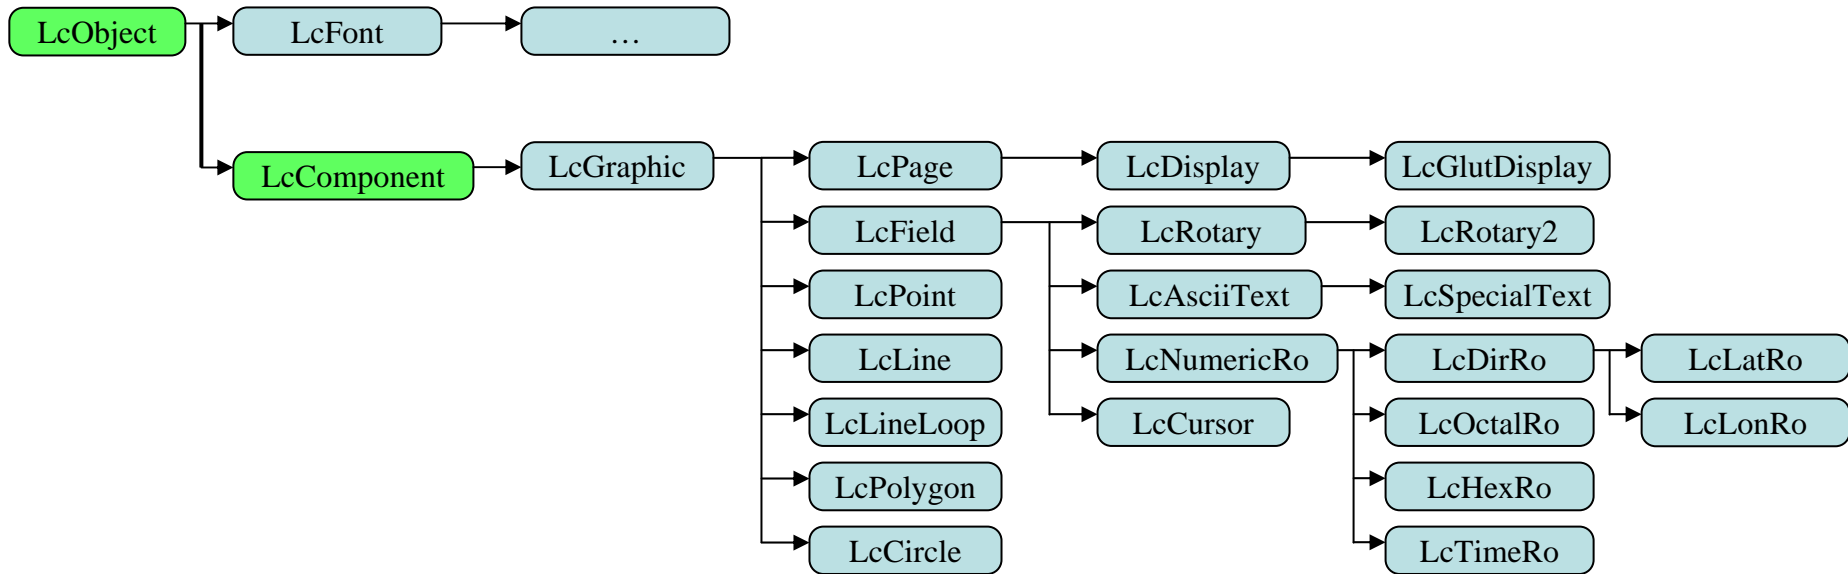 LcObject
LcFont
…
LcComponent
LcGraphic
LcPage
LcDisplay
LcGlutDisplay
LcField
LcRotary
LcRotary2
LcPoint
LcAsciiText
LcSpecialText
LcLine
LcNumericRo
LcDirRo
LcLatRo
LcLineLoop
LcCursor
LcOctalRo
LcLonRo
LcPolygon
LcHexRo
LcCircle
LcTimeRo